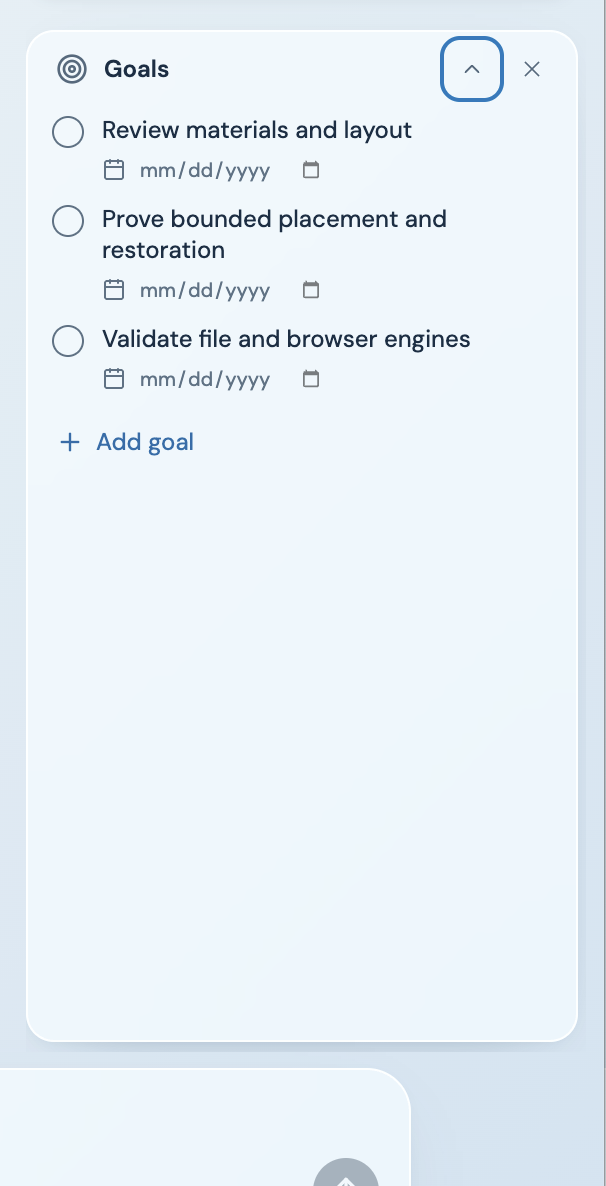 Goals
Review materials and layout
mm/dd/yyyy
Prove bounded placement and
restoration
mm/dd/yyyy
Validate file and browser engines
mm/dd/yyyy
Add goal